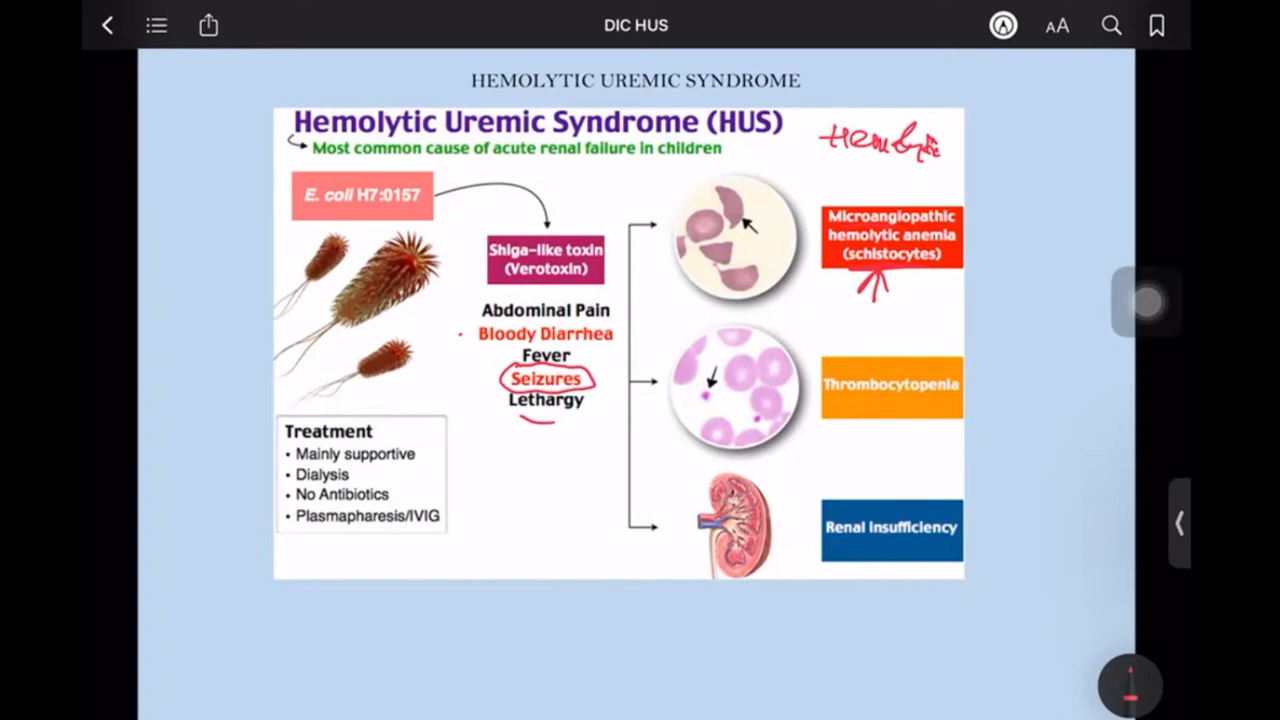 DIC HUS
AA
HEMOLYTIC UREMIC SYNDROME
Hemolytic Uremic Syndrome (HUS)
Most common cause of acute renal failure in children
E. coli H7:0157
Shiga-like toxin
(Verotoxin)
Abdominal Pain
Bloody Diarrhea
Fever
Seizures
Lethargy
Treatment
• Mainly supportive
• Dialysis
• No Antibiotics
• Plasmapharesis/IVIG
Microangiopathic
hemolytic anemia
(schistocytes)
Thrombocytopenia
Renal insufficiency